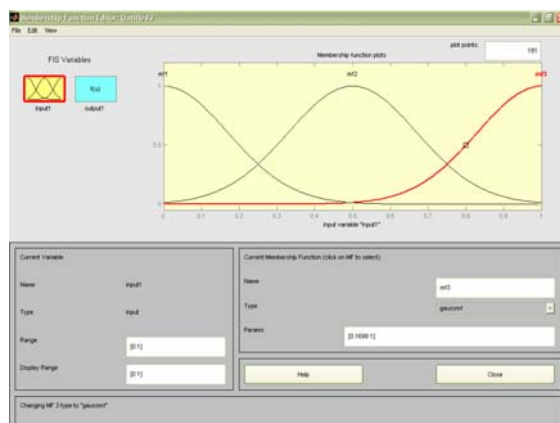 Membership Function Editor: Untitled2
File Edit View
FIS Variables
plot points:
181
Membership function plots
mf1
mf2
mf3
f(x)
input1
output1
1
0.5
0
0 0.1 0.2 0.3 0.4 0.5 0.6 0.7 0.8 0.9 1
input variable "input1"
Current Variable
Current Membership Function (click on MF to select)
Name
input1
Name
mf3
Type
input
Type
gaussmf
Params
[0.1699 1]
Range
[0 1]
Display Range
[0 1]
Help
Close
Changing MF 3 type to "gaussmf"